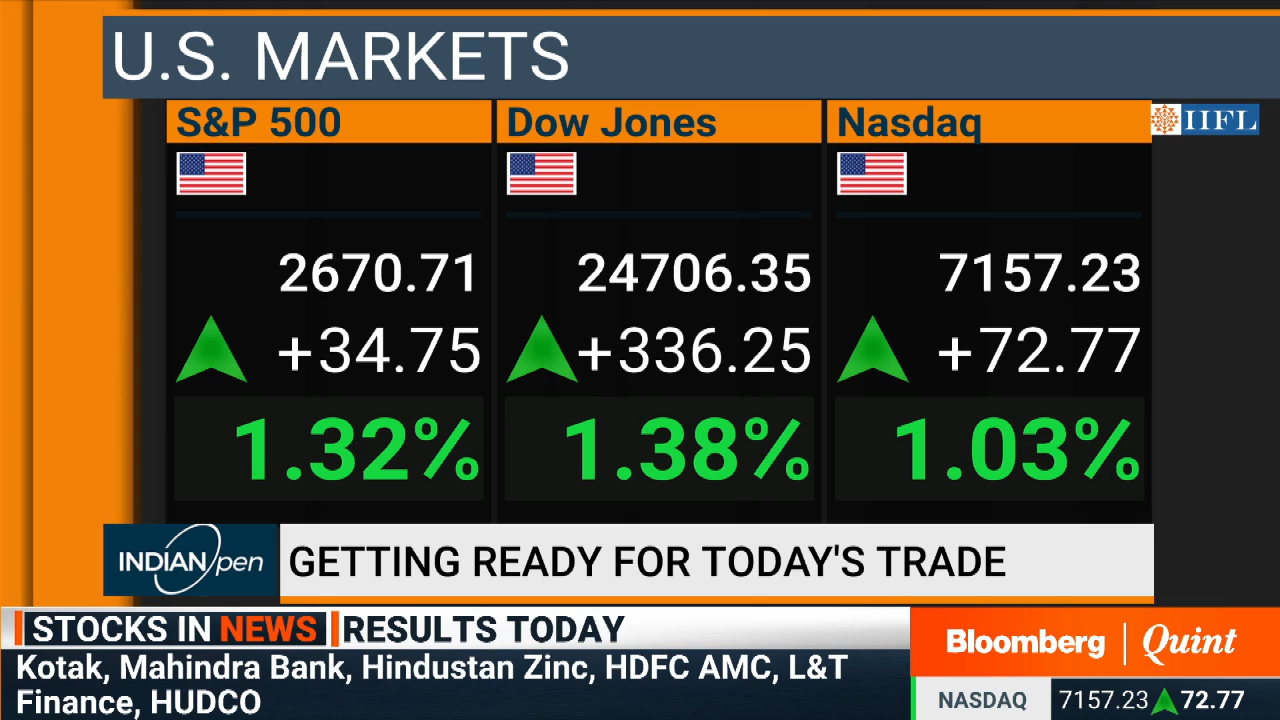 U.S. MARKETS
S&P 500
2670.71
+34.75
1.32%
Dow Jones
24706.35
+336.25
1.38%
Nasdaq
7157.23
+72.77
1.03%
IIFL
INDIAN Open
GETTING READY FOR TODAY'S TRADE
STOCKS IN NEWS RESULTS TODAY
Kotak, Mahindra Bank, Hindustan Zinc, HDFC AMC, L&T
Finance, HUDCO
Bloomberg | Quint
NASDAQ 7157.23 72.77